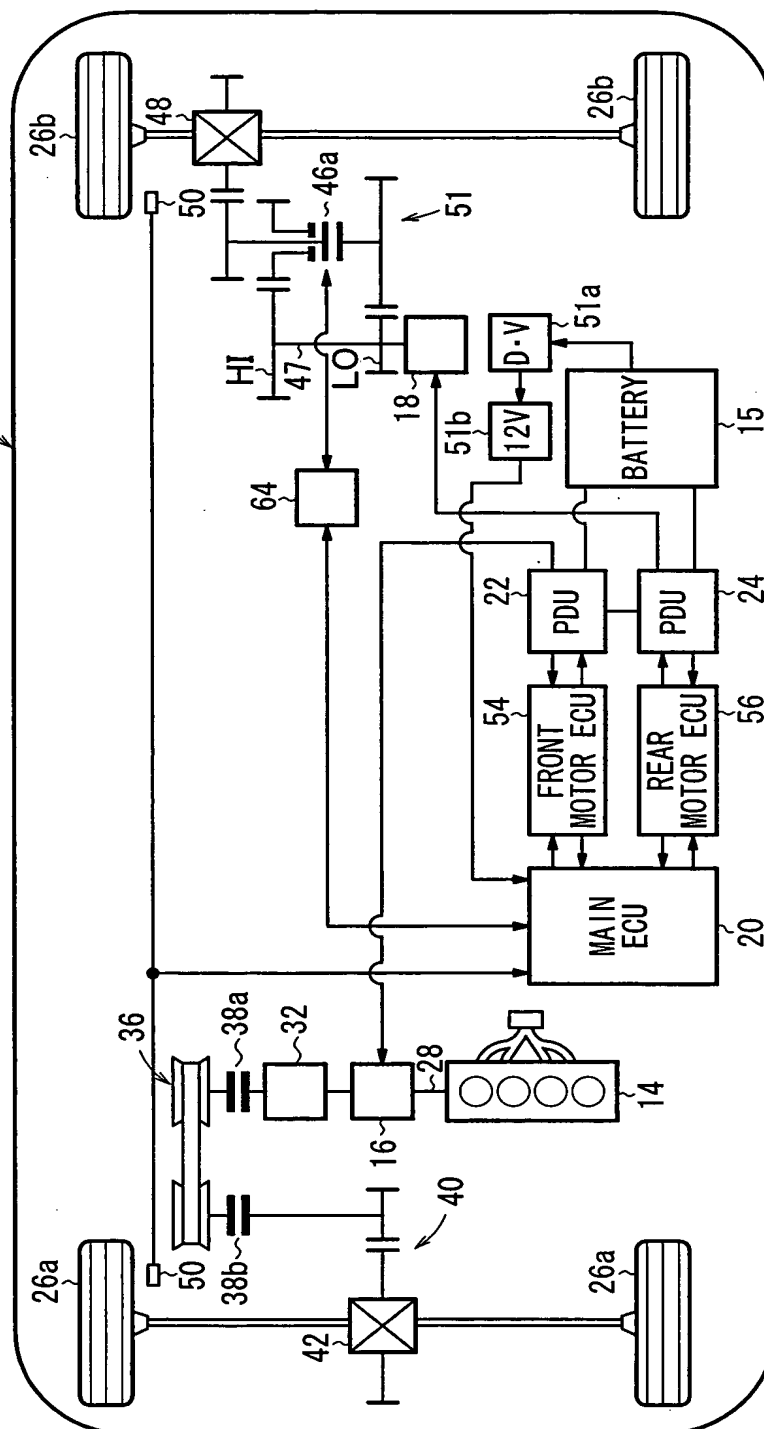 26b
48
50
46a
51
26b
HI
47
LO
18
51a
D·V
51b
12V
BATTERY
15
64
22
PDU
PDU
24
54
FRONT
MOTOR ECU
REAR
MOTOR ECU
56
MAIN
ECU
20
36
38a
32
16
28
14
38b
40
26a
50
42
26a